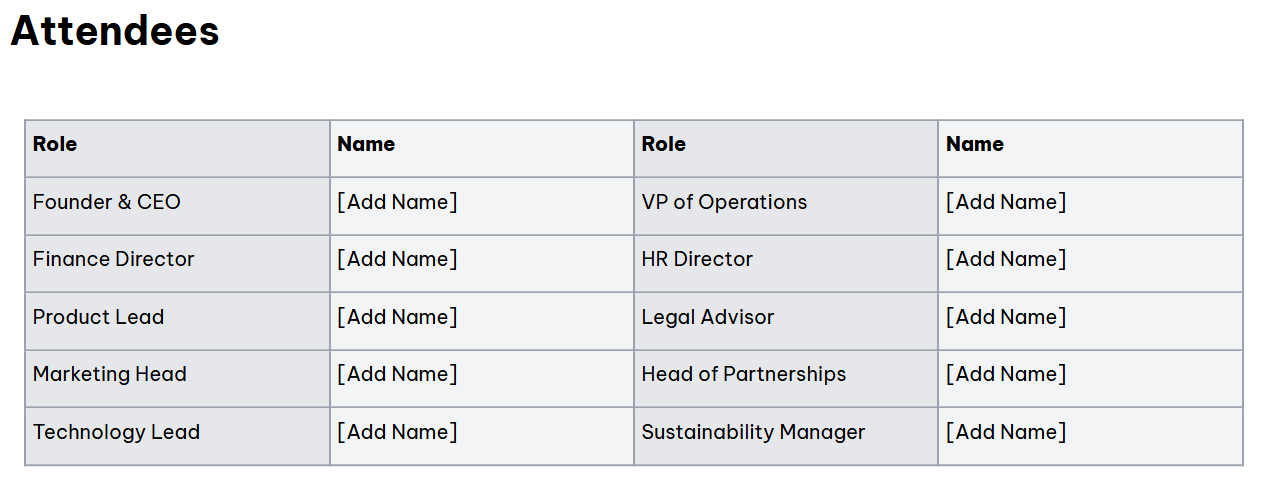 Attendees
Role Name Role Name
Founder & CEO [Add Name] VP of Operations [Add Name]
Finance Director [Add Name] HR Director [Add Name]
Product Lead [Add Name] Legal Advisor [Add Name]
Marketing Head [Add Name] Head of Partnerships [Add Name]
Technology Lead [Add Name] Sustainability Manager [Add Name]